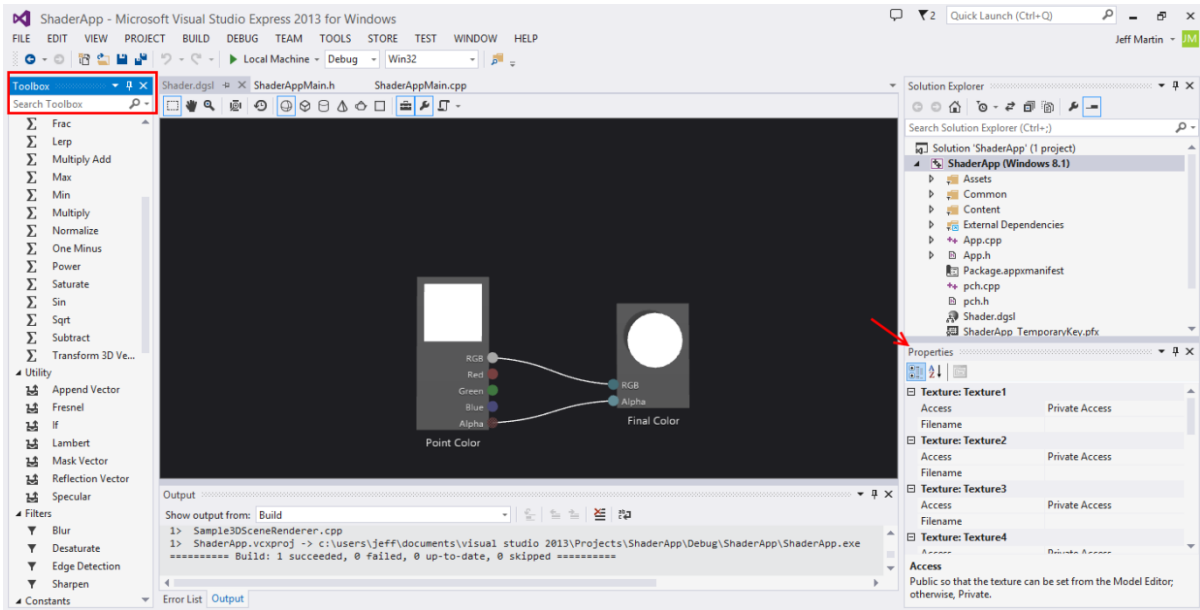 ShaderApp - Microsoft Visual Studio Express 2013 for Windows
2 Quick Launch (Ctrl+Q)
FILE EDIT VIEW PROJECT BUILD DEBUG TEAM TOOLS STORE TEST WINDOW HELP
Jeff Martin JM
Local Machine Debug Win32
Toolbox
Search Toolbox
Frac
Lerp
Multiply Add
Max
Min
Multiply
Normalize
One Minus
Power
Saturate
Sin
Sqrt
Subtract
Transform 3D Ve...
Utility
Append Vector
Fresnel
If
Lambert
Mask Vector
Reflection Vector
Specular
Filters
Blur
Desaturate
Edge Detection
Sharpen
Constants
Shader.dgsl ShaderAppMain.h ShaderAppMain.cpp
RGB
Red
Green
Blue
Alpha
Point Color
RGB
Alpha
Final Color
Output
Show output from: Build
1> Sample3DSceneRenderer.cpp
1> ShaderApp.vcxproj -> c:\users\jeff\documents\visual studio 2013\Projects\ShaderApp\Debug\ShaderApp\ShaderApp.exe
========== Build: 1 succeeded, 0 failed, 0 up-to-date, 0 skipped ==========
Error List Output
Solution Explorer
Search Solution Explorer (Ctrl+;)
Solution 'ShaderApp' (1 project)
ShaderApp (Windows 8.1)
Assets
Common
Content
External Dependencies
App.cpp
App.h
Package.appxmanifest
pch.cpp
pch.h
Shader.dgsl
ShaderApp_TemporaryKey.pfx
Properties
Texture: Texture1
Access Private Access
Filename
Texture: Texture2
Access Private Access
Filename
Texture: Texture3
Access Private Access
Filename
Texture: Texture4
Access Private Access
Access
Public so that the texture can be set from the Model Editor;
otherwise, Private.